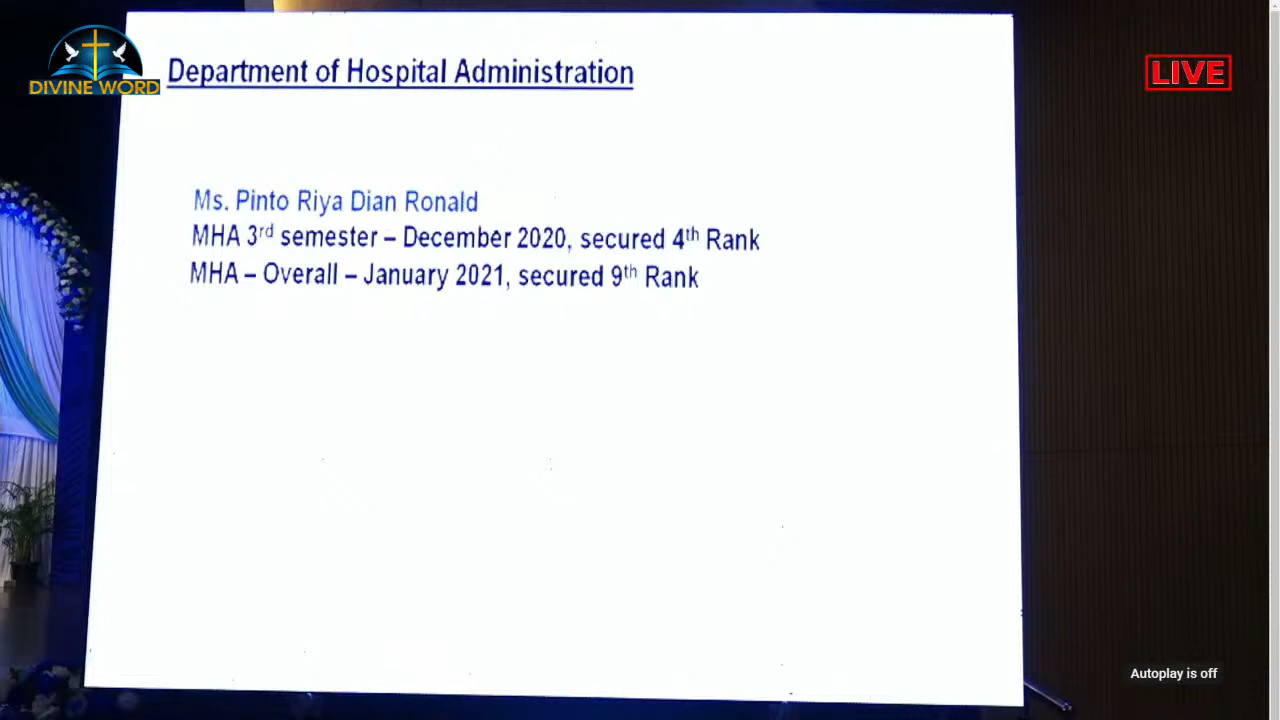 DIVINE WORD
LIVE
Department of Hospital Administration
Ms. Pinto Riya Dian Ronald
MHA 3rd semester – December 2020, secured 4th Rank
MHA – Overall – January 2021, secured 9th Rank
Autoplay is off